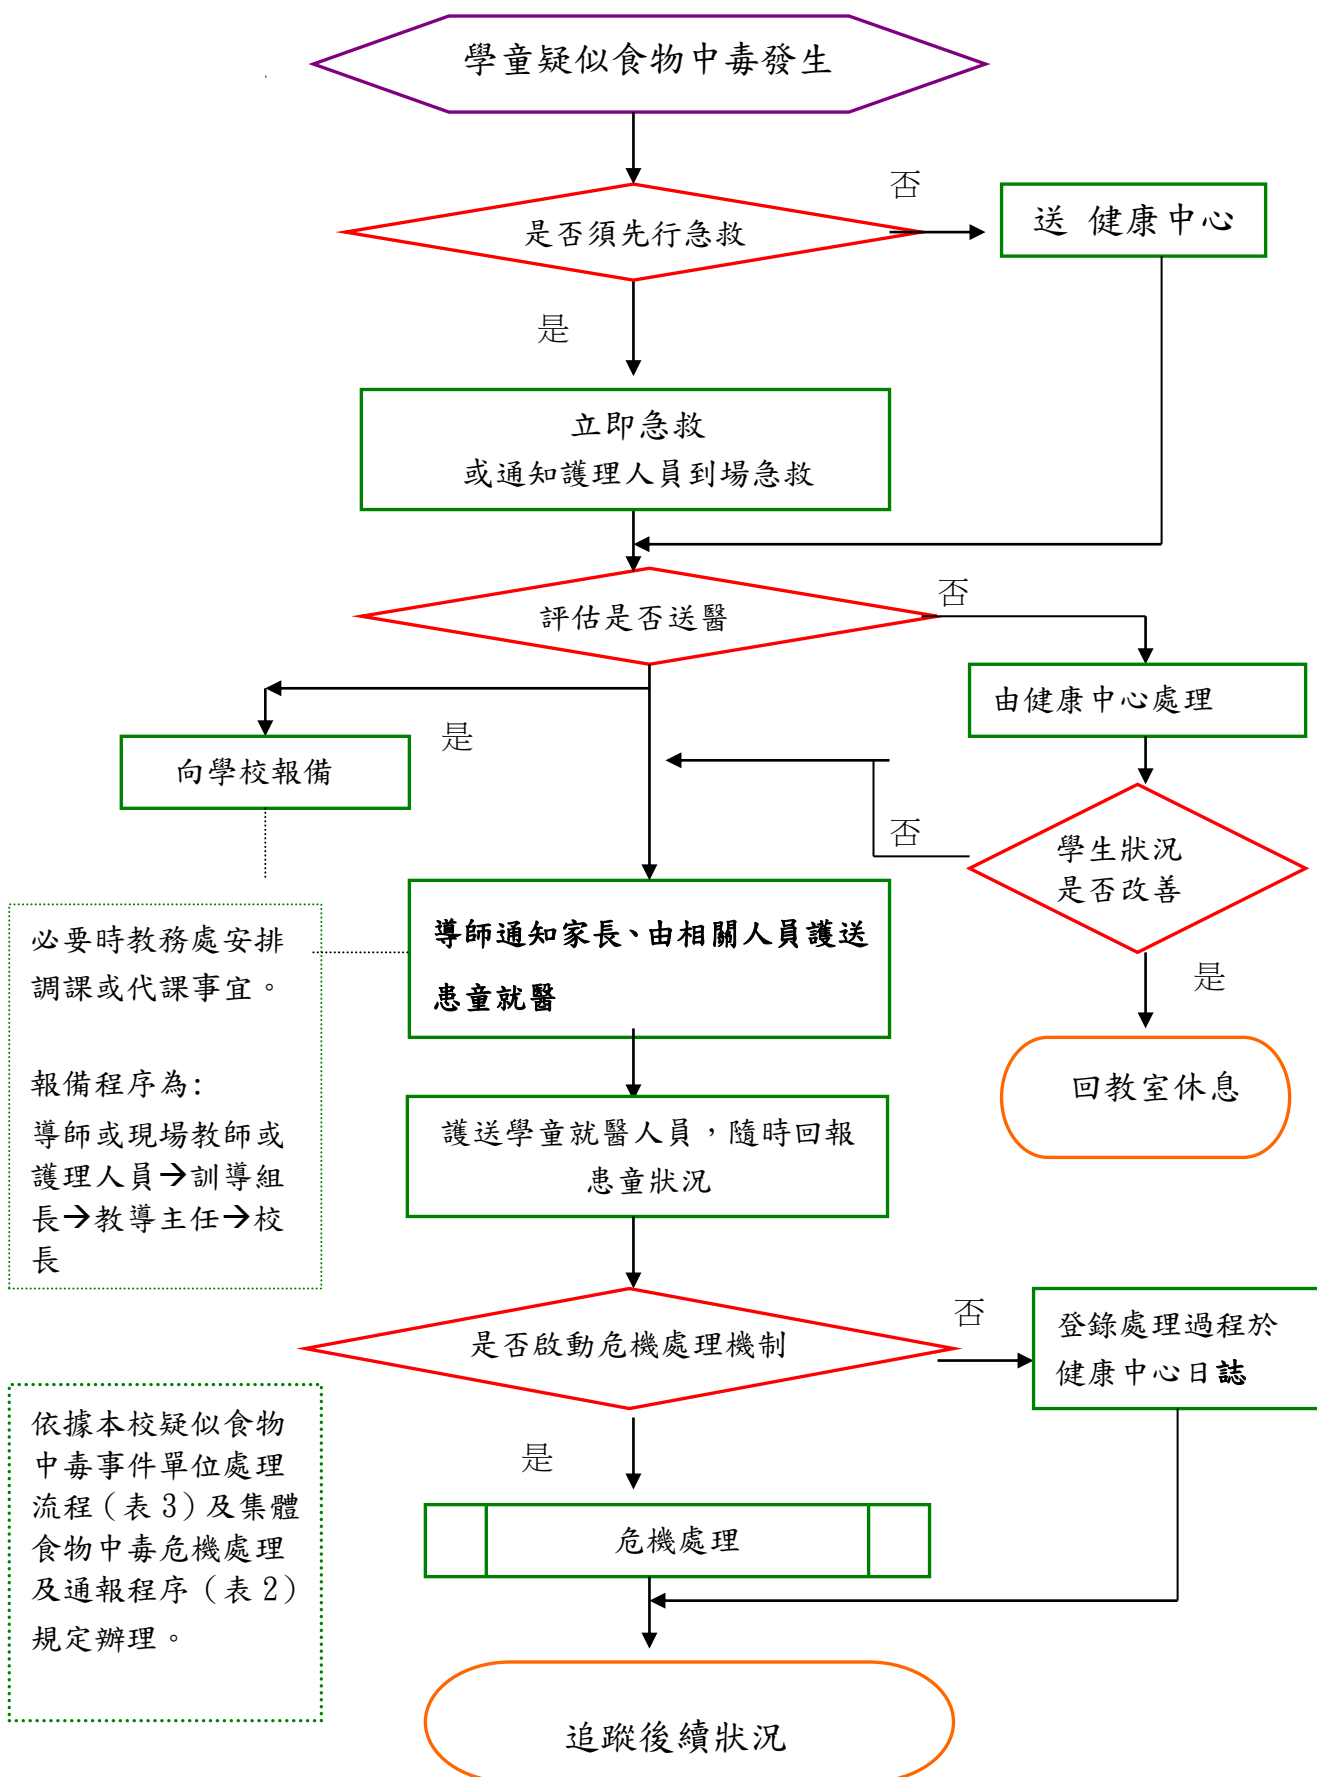 學童疑似食物中毒發生
是否須先行急救
否
送 健康中心
是
立即急救
或通知護理人員到場急救
評估是否送醫
否
由健康中心處理
是
向學校報備
否
學生狀況
是否改善
是
回教室休息
導師通知家長、由相關人員護送
患童就醫
必要時教務處安排
調課或代課事宜。
報備程序為:
導師或現場教師或
護理人員→訓導組
長→教導主任→校
長
護送學童就醫人員，隨時回報
患童狀況
是否啟動危機處理機制
否
登錄處理過程於
健康中心日誌
是
危機處理
依據本校疑似食物
中毒事件單位處理
流程（表 3）及集體
食物中毒危機處理
及通報程序（表 2）
規定辦理。
追蹤後續狀況